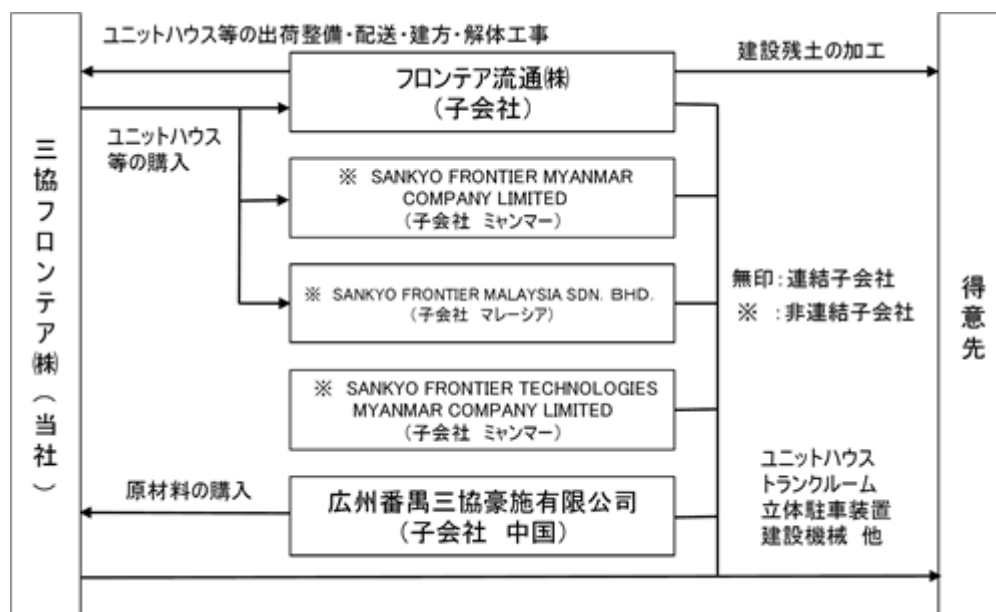 ユニットハウス等の出荷整備・配送・建方・解体工事
建設残土の加工
フロンテア流通㈱
(子会社)
ユニットハウス
等の購入
※ SANKYO FRONTIER MYANMAR
COMPANY LIMITED
(子会社 ミャンマー)
三協フロンテア㈱(当社)
※ SANKYO FRONTIER MALAYSIA SDN. BHD.
(子会社 マレーシア)
無印:連結子会社
※ :非連結子会社
得意先
※ SANKYO FRONTIER TECHNOLOGIES
MYANMAR COMPANY LIMITED
(子会社 ミャンマー)
原材料の購入
広州番禺三協豪施有限公司
(子会社 中国)
ユニットハウス
トランクルーム
立体駐車装置
建設機械 他